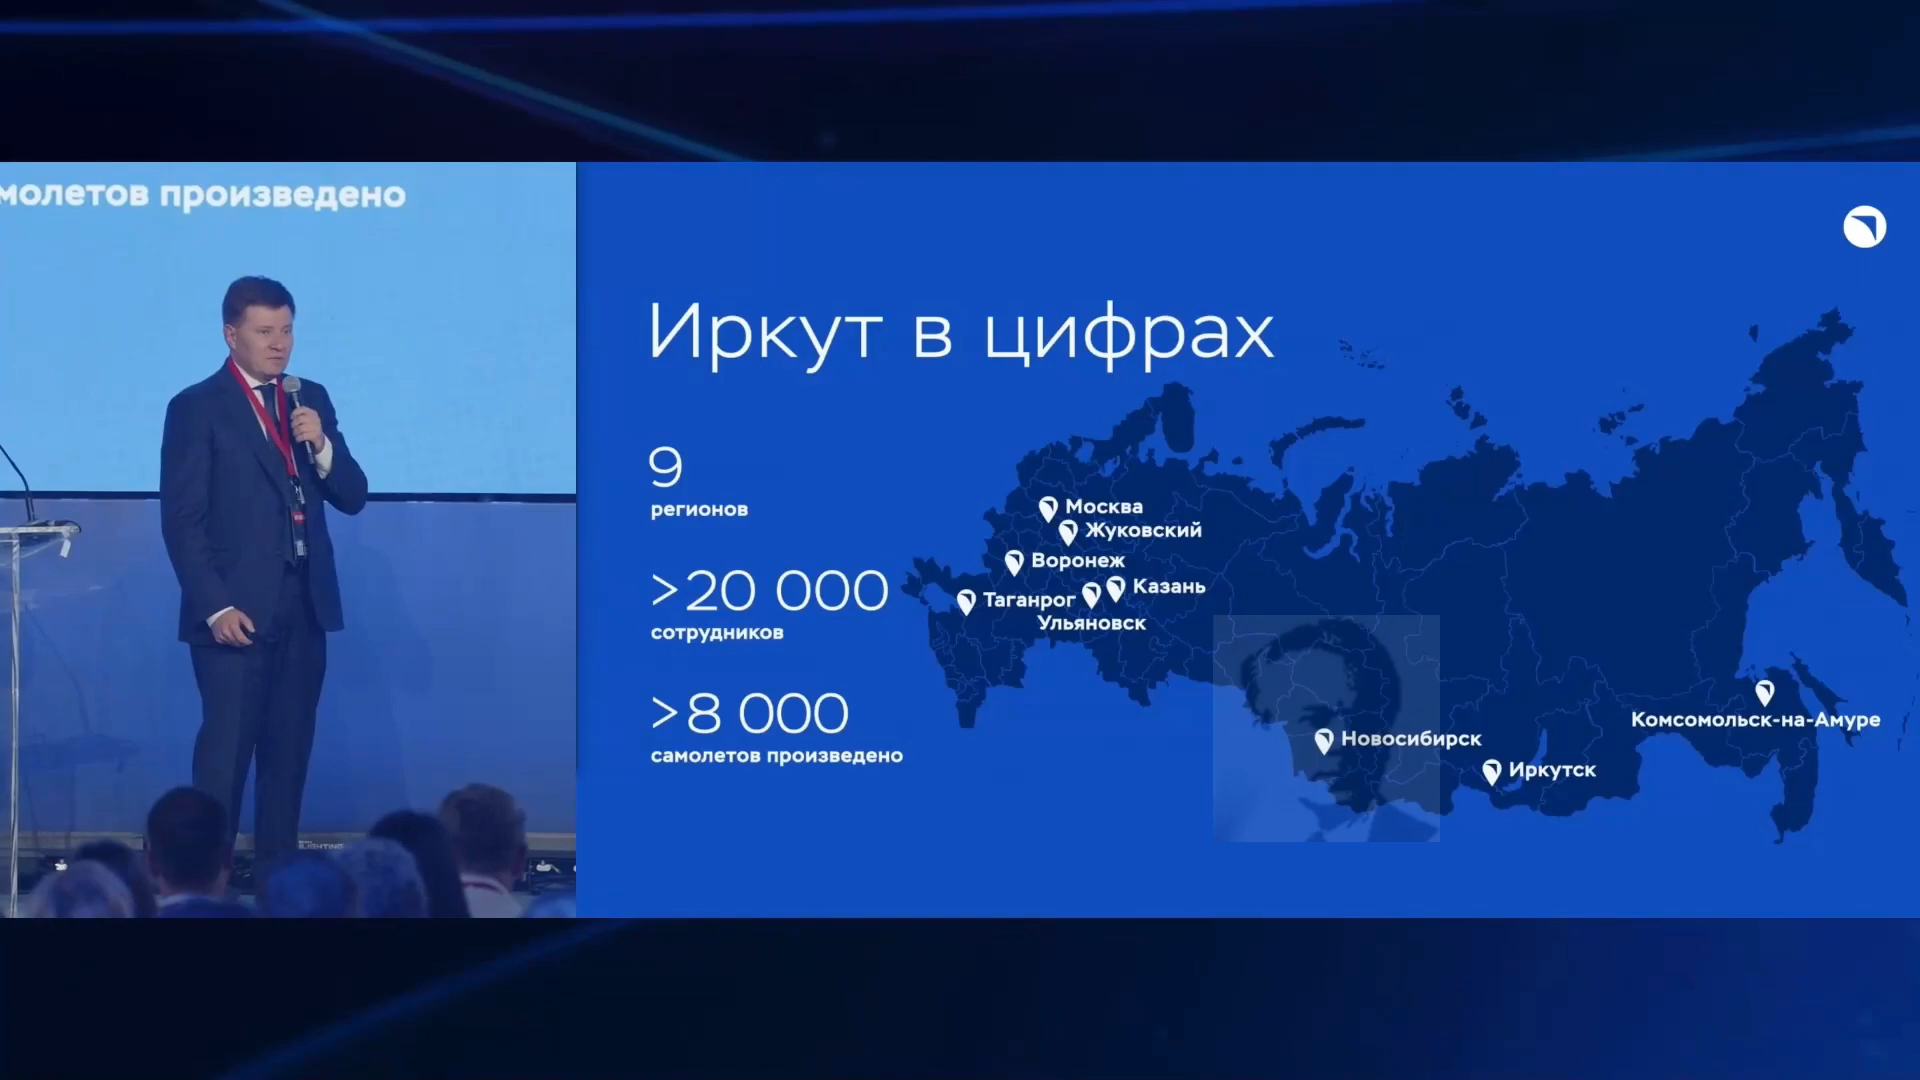 молетов произведено
Иркут в цифрах
9
регионов
>20 000
сотрудников
>8 000
самолетов произведено
Москва
Жуковский
Воронеж
Казань
Таганрог
Ульяновск
Новосибирск
Иркутск
Комсомольск-на-Амуре